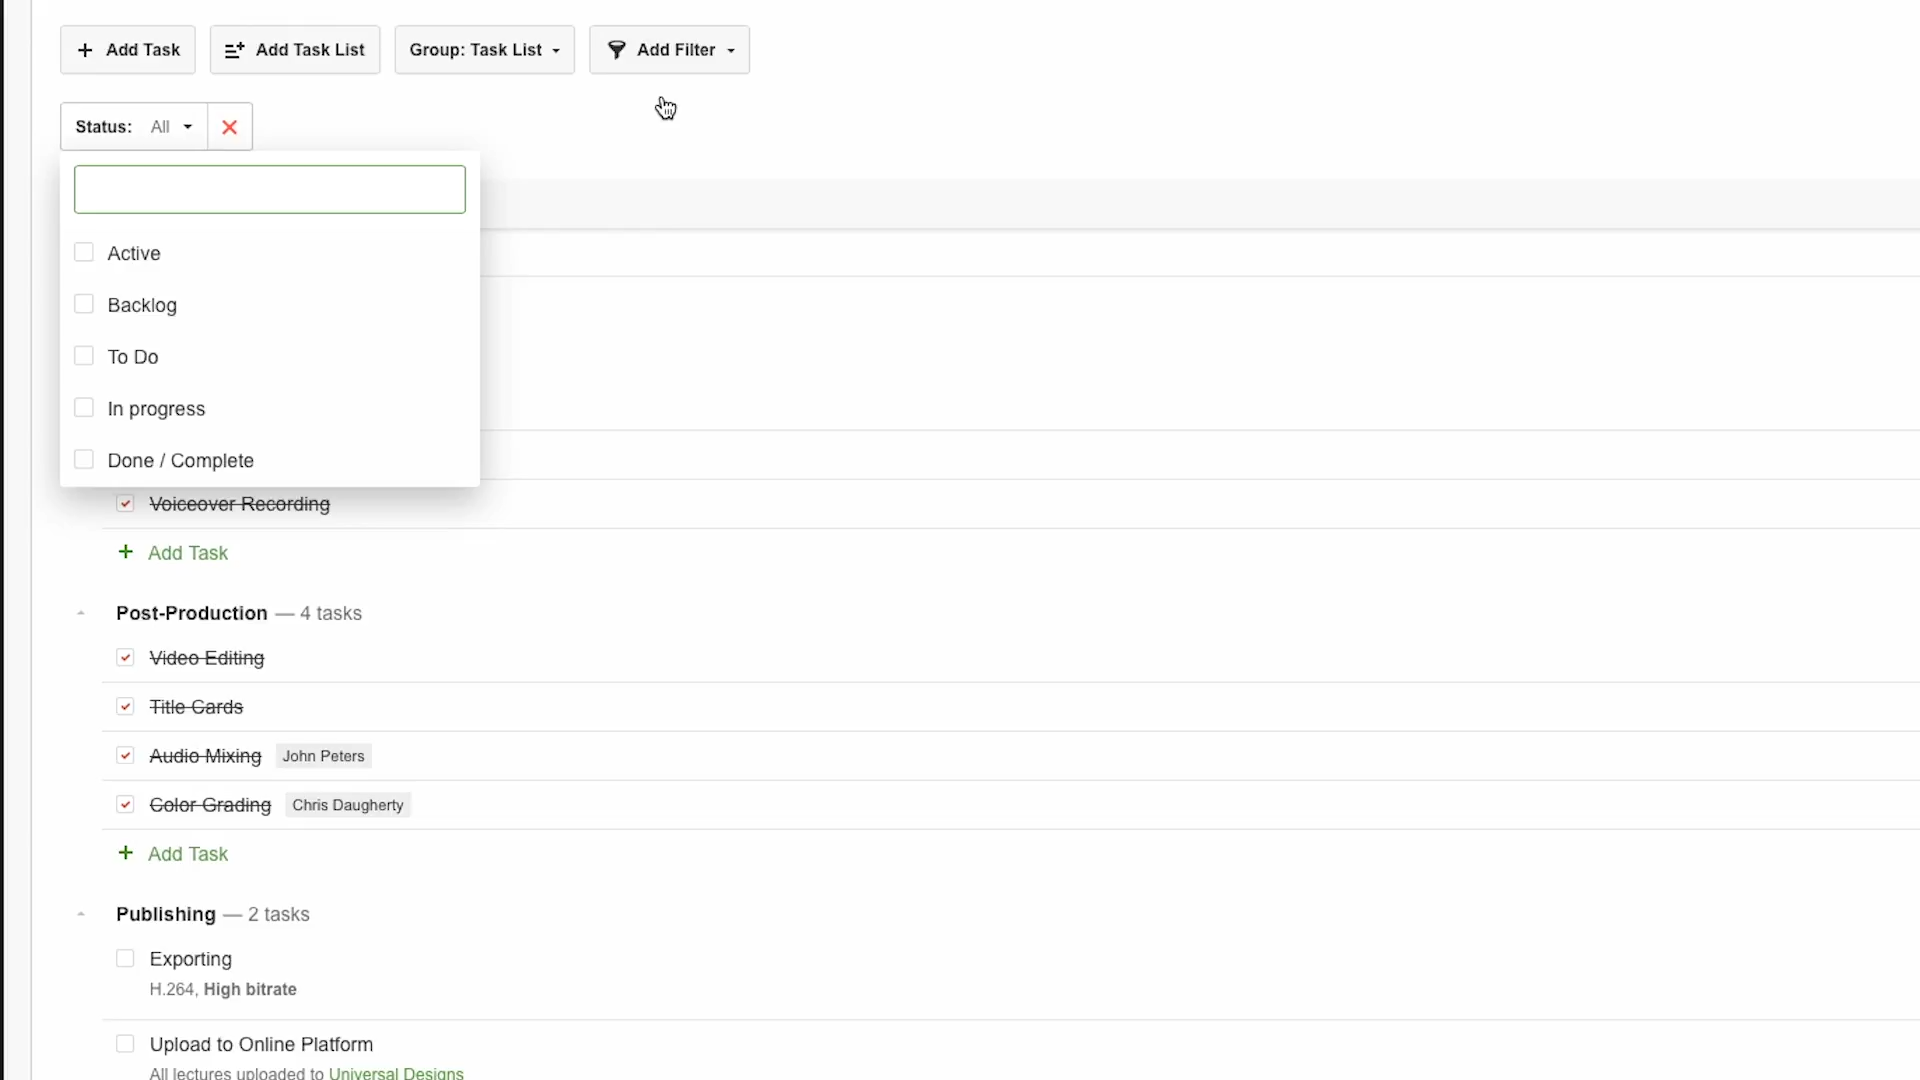 Add Task
Add Task List
Group: Task List
Add Filter
Status: All
Active
Backlog
To Do
In progress
Done / Complete
Voiceover Recording
Add Task
Post-Production — 4 tasks
Video Editing
Title Cards
Audio Mixing John Peters
Color Grading Chris Daugherty
Add Task
Publishing — 2 tasks
Exporting
H.264, High bitrate
Upload to Online Platform
All lectures uploaded to Universal Designs